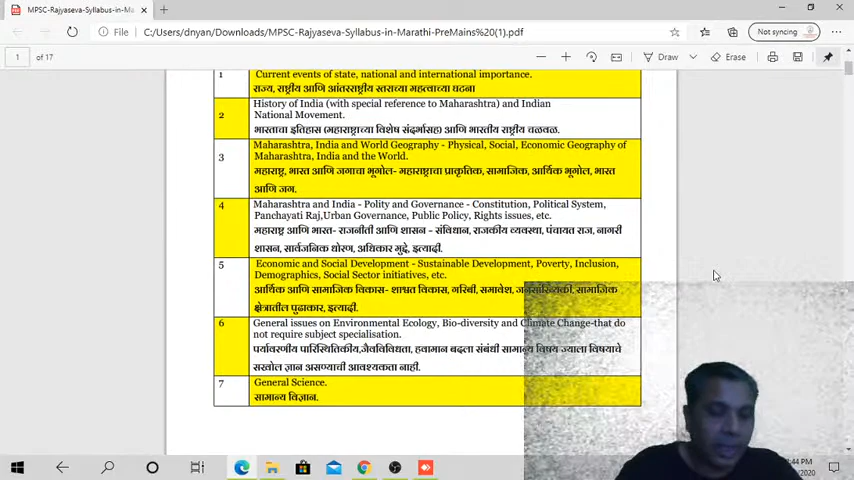 MPSC-Rajyaseva-Syllabus-in-Ma
File
C:/Users/dnyan/Downloads/MPSC-Rajyaseva-Syllabus-in-Marathi-PreMains%20(1).pdf
Not syncing
1 of 17
Draw
Erase
1
Current events of state, national and international importance.
राज्य, राष्ट्रीय आणि आंतरराष्ट्रीय स्तराच्या महत्वाच्या घटना
2
History of India (with special reference to Maharashtra) and Indian
National Movement.
भारताचा इतिहास (महाराष्ट्राच्या विशेष संदर्भासह) आणि भारतीय राष्ट्रीय चळवळ.
3
Maharashtra, India and World Geography - Physical, Social, Economic Geography of
Maharashtra, India and the World.
महाराष्ट्र, भारत आणि जगाचा भूगोल- महाराष्ट्राचा प्राकृतिक, सामाजिक, आर्थिक भूगोल, भारत
आणि जग.
4
Maharashtra and India - Polity and Governance - Constitution, Political System,
Panchayati Raj,Urban Governance, Public Policy, Rights issues, etc.
महाराष्ट्र आणि भारत- राजनीती आणि शासन - संविधान, राजकीय व्यवस्था, पंचायत राज, नागरी
शासन, सार्वजनिक धोरण, अधिकार मुद्दे, इत्यादी.
5
Economic and Social Development - Sustainable Development, Poverty, Inclusion,
Demographics, Social Sector initiatives, etc.
आर्थिक आणि सामाजिक विकास- शाश्वत विकास, गरिबी, समावेश, जनसांख्यिकी, सामाजिक
क्षेत्रातील पुढाकार, इत्यादी.
6
General issues on Environmental Ecology, Bio-diversity and Climate Change-that do
not require subject specialisation.
पर्यावरणीय पारिस्थितिकीय,जैवविविधता, हवामान बदला संबंधी सामान्य विषय ज्याला विषयाचे
सखोल ज्ञान असण्याची आवश्यकता नाही.
7
General Science.
सामान्य विज्ञान.
:44 PM
/2020